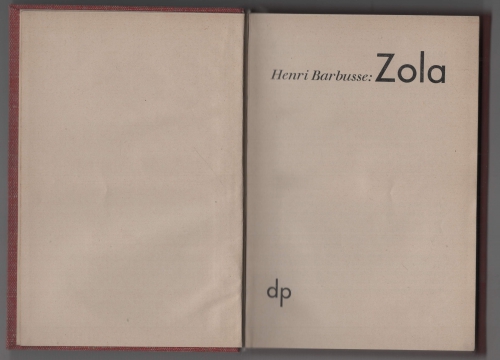 Henri Barbusse: Zola
dp